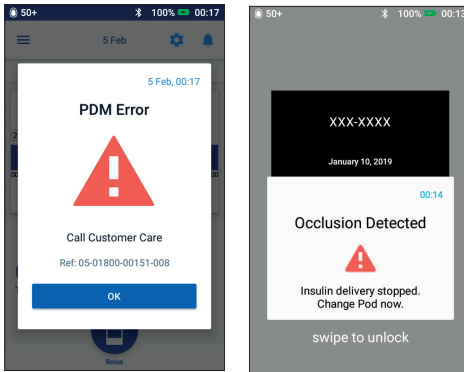 50+ 100% 00:17
5 Feb
5 Feb, 00:17
PDM Error
Call Customer Care
Ref: 05-01800-00151-008
OK
Bolus
50+ 100% 00:13
XXX-XXXX
January 10, 2019
00:14
Occlusion Detected
Insulin delivery stopped.
Change Pod now.
swipe to unlock